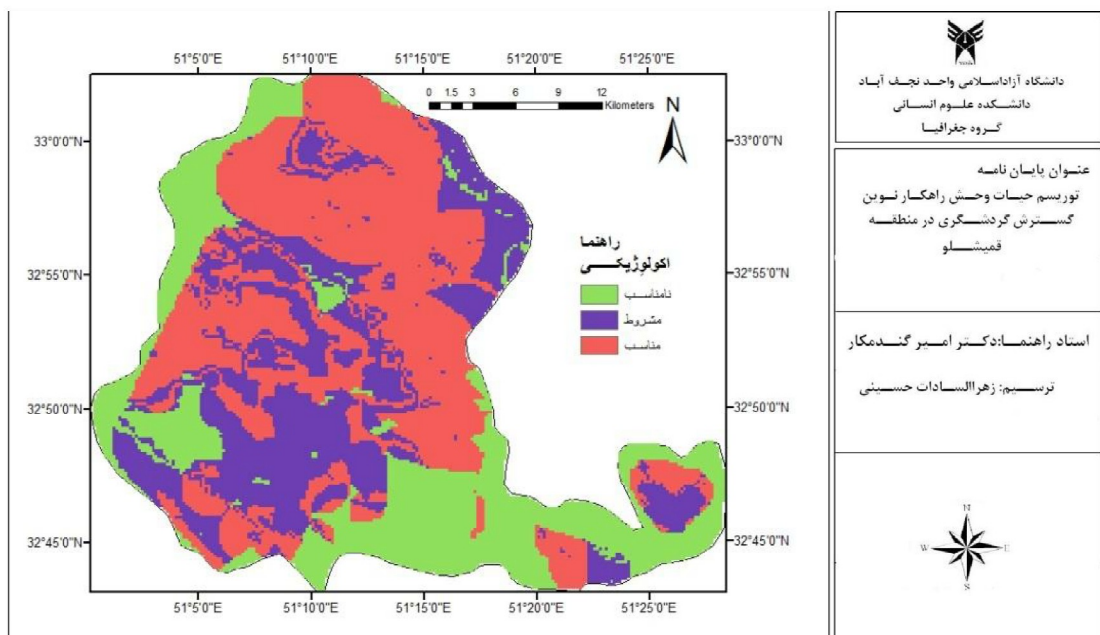 51°5'0"E 51°10'0"E 51°15'0"E 51°20'0"E 51°25'0"E
0 1.5 3 6 9 12
Kilometers
N
33°0'0"N
33°0'0"N
32°55'0"N
32°55'0"N
32°50'0"N
32°50'0"N
32°45'0"N
32°45'0"N
راهنما
اکولوژیکی
نامناسب
مشروط
مناسب
51°5'0"E 51°10'0"E 51°15'0"E 51°20'0"E 51°25'0"E
دانشگاه آزاداسلامی واحد نجف آباد
دانشکده علوم انسانی
گروه جغرافیا
عنوان پایان نامه
توریسم حیات وحش راهکار نوین
گسترش گردشگری در منطقه
قمیشلو
استاد راهنما:دکتر امیر گندمکار
ترسیم: زهراالسادات حسینی
N
W E
S